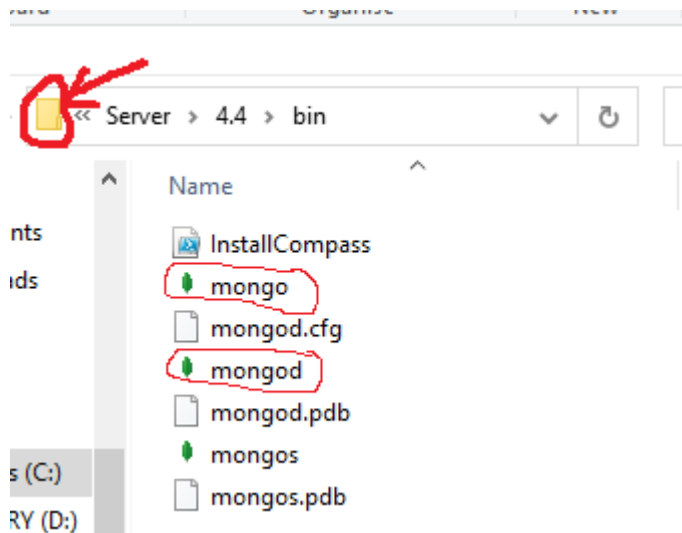 « Server > 4.4 > bin
Name
InstallCompass
mongo
mongod.cfg
mongod
mongod.pdb
mongos
mongos.pdb
nts
ads
s (C:)
RY (D:)